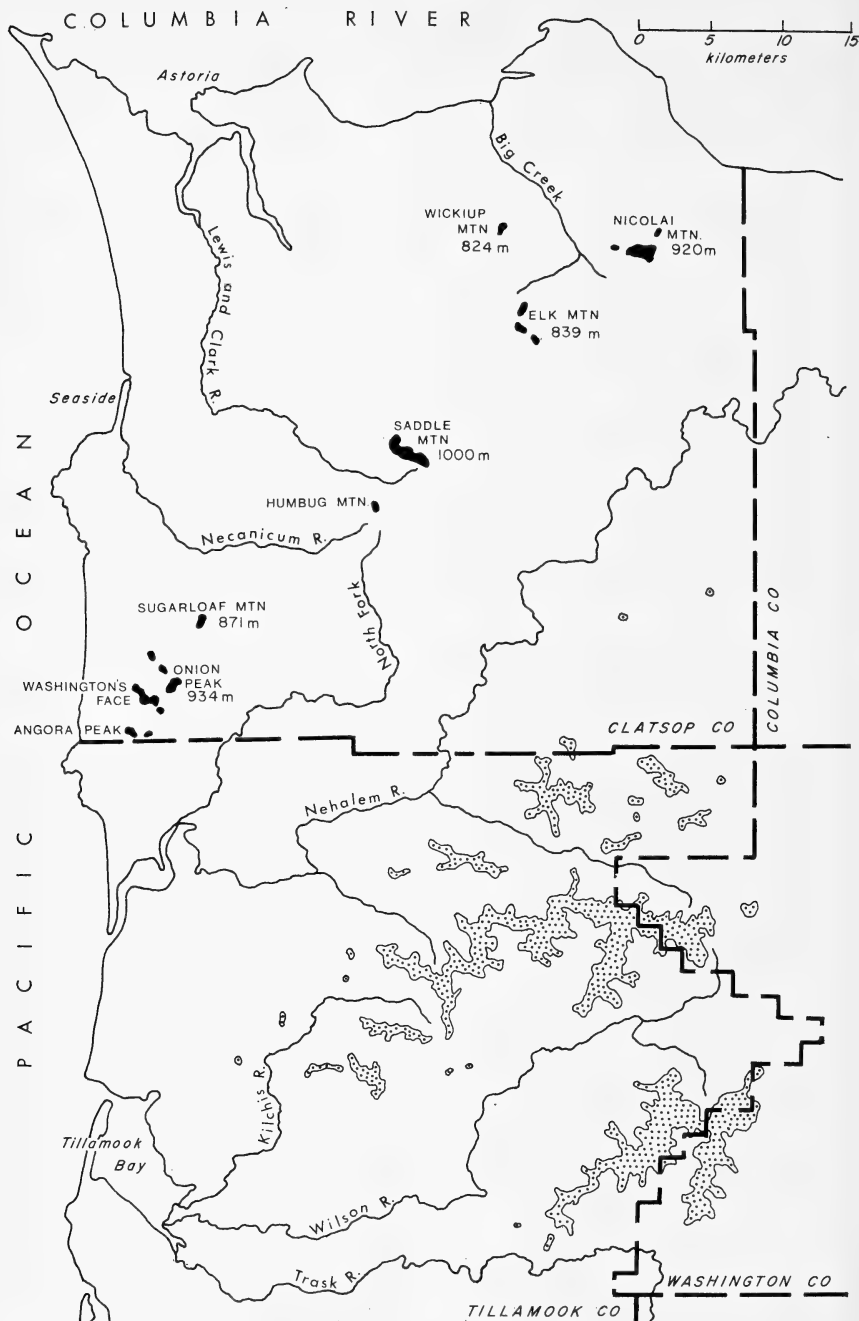 COLUMBIA RIVER
0 5 10 15
kilometers
Astoria
Big Creek
WICKIUP
MTN
824 m
NICOLAI
MTN.
920m
Lewis and Clark R.
ELK MTN
839 m
Seaside
SADDLE
MTN
1000 m
HUMBUG MTN.
Necanicum R.
North Fork
SUGARLOAF MTN
871 m
ONION
PEAK
934 m
WASHINGTON'S
FACE
ANGORA PEAK
PACIFIC OCEAN
COLUMBIA CO
CLATSOP CO
Nehalem R.
Kilchis R.
Tillamook
Bay
Wilson R.
Trask R.
WASHINGTON CO
TILLAMOOK CO